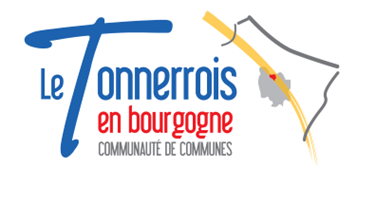 Le Tonnerrois
en bourgogne
COMMUNAUTÉ DE COMMUNES